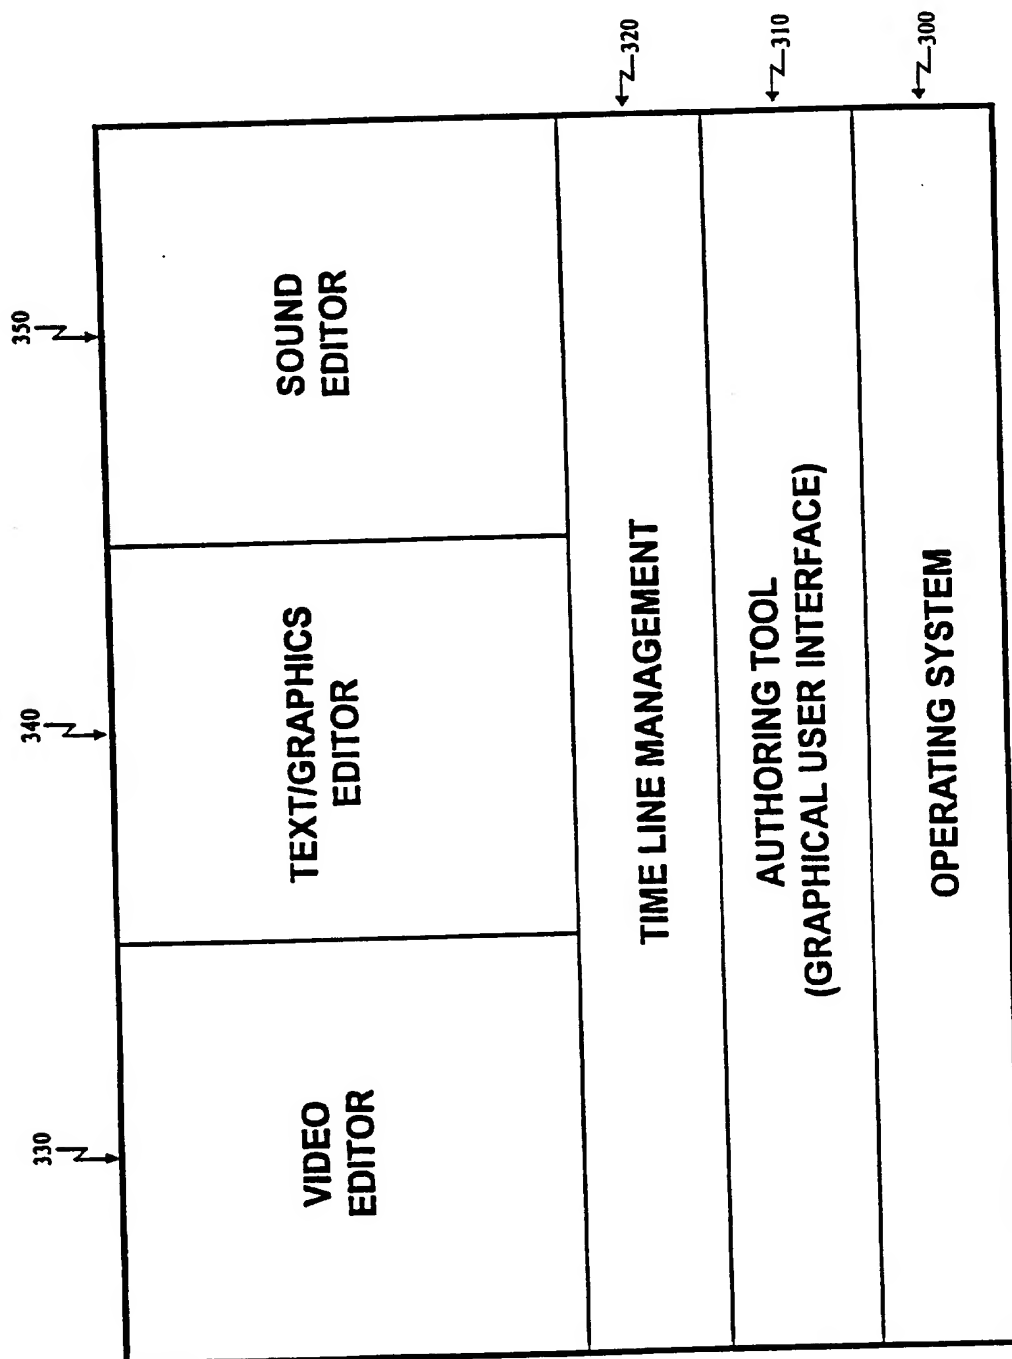 330
340
350
VIDEO
EDITOR
TEXT/GRAPHICS
EDITOR
SOUND
EDITOR
TIME LINE MANAGEMENT
320
AUTHORING TOOL
(GRAPHICAL USER INTERFACE)
310
OPERATING SYSTEM
300